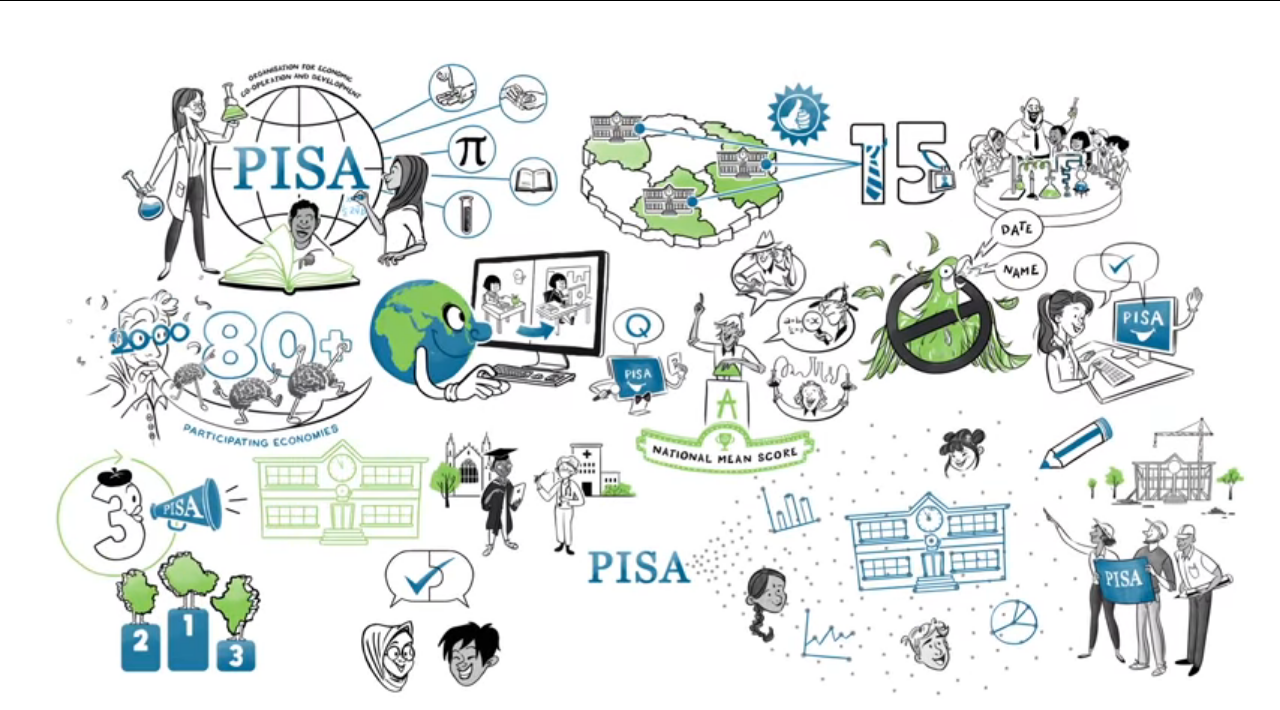 ORGANISATION FOR ECONOMIC
CO-OPERATION AND DEVELOPMENT
PISA
π
15
DATE
NAME
2000
80+
PARTICIPATING ECONOMIES
Q
PISA
A
NATIONAL MEAN SCORE
PISA
3
PISA
2
1
3
PISA
PISA